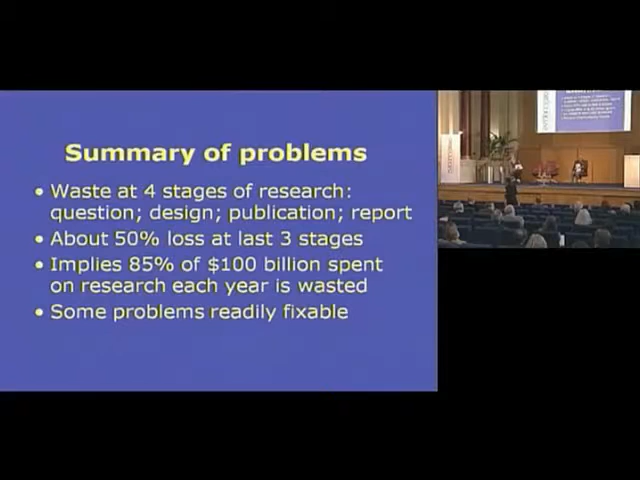 Summary of problems
• Waste at 4 stages of research:
question; design; publication; report
• About 50% loss at last 3 stages
• Implies 85% of $100 billion spent
on research each year is wasted
• Some problems readily fixable